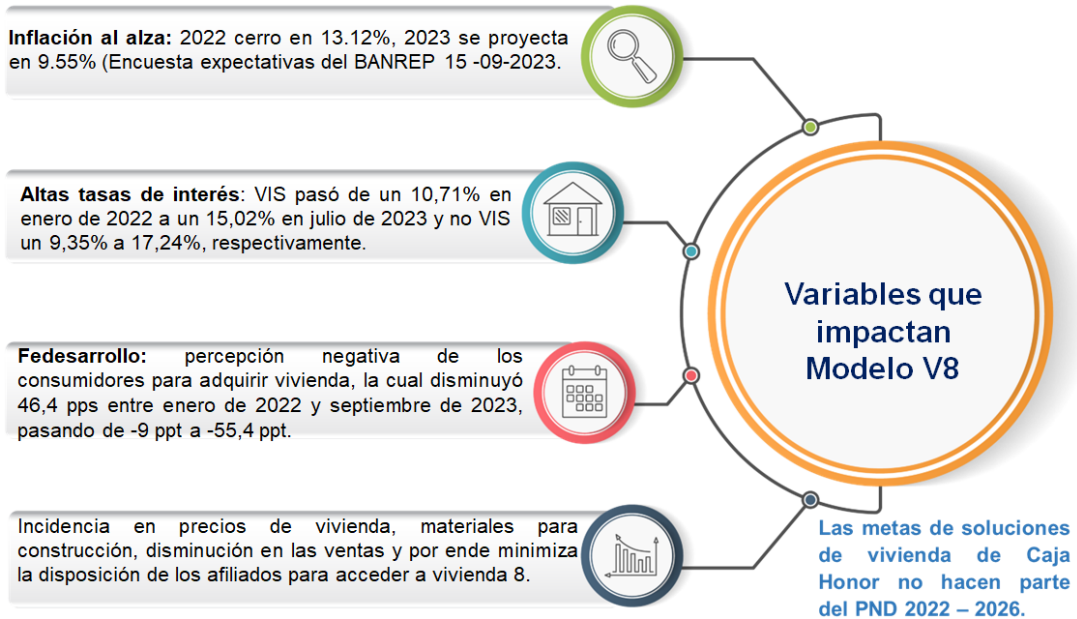 Inflación al alza: 2022 cerro en 13.12%, 2023 se proyecta
en 9.55% (Encuesta expectativas del BANREP 15 -09-2023.
Altas tasas de interés: VIS pasó de un 10,71% en
enero de 2022 a un 15,02% en julio de 2023 y no VIS
un 9,35% a 17,24%, respectivamente.
Fedesarrollo: percepción negativa de los
consumidores para adquirir vivienda, la cual disminuyó
46,4 pps entre enero de 2022 y septiembre de 2023,
pasando de -9 ppt a -55,4 ppt.
Incidencia en precios de vivienda, materiales para
construcción, disminución en las ventas y por ende minimiza
la disposición de los afiliados para acceder a vivienda 8.
Variables que
impactan
Modelo V8
Las metas de soluciones
de vivienda de Caja
Honor no hacen parte
del PND 2022 – 2026.